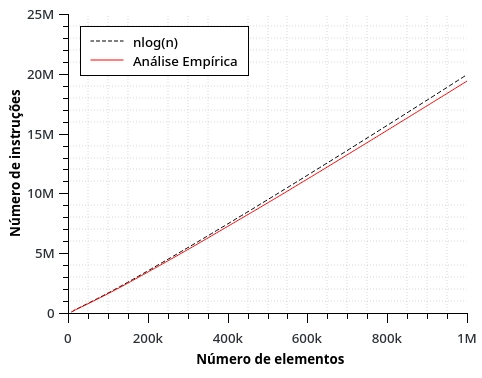 25M
20M
15M
10M
5M
0
Número de instruções
nlog(n)
Análise Empírica
0
200k
400k
600k
800k
1M
Número de elementos